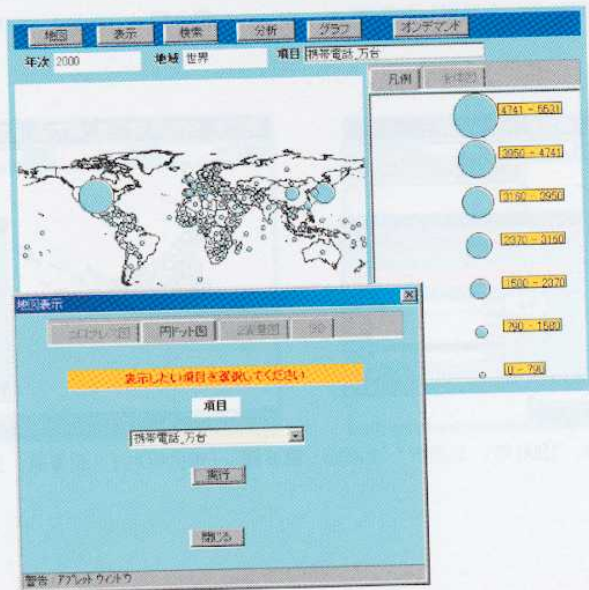 地図 表示 検索 分析 グラフ オンデマンド
年次 2000 地域 世界 項目 携帯電話_万台
凡例
4741 - 5531
3950 - 4741
3160 - 3950
2370 - 3160
1580 - 2370
790 - 1580
0 - 790
地図表示
円ドット図 3D
表示したい項目を選択してください
項目
携帯電話_万台
実行
閉じる
警告: アプレット ウィンドウ